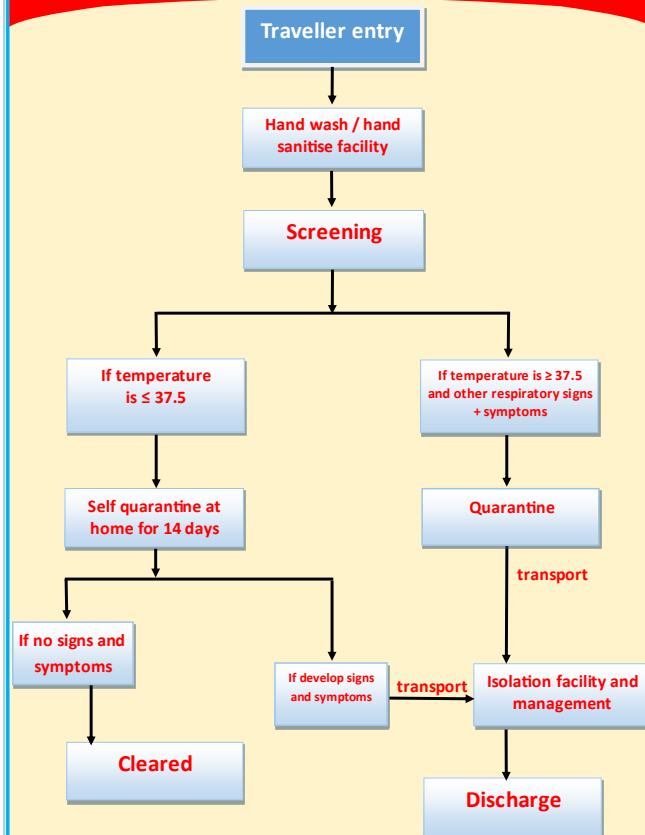 Traveller entry
Hand wash / hand
sanitise facility
Screening
If temperature
is ≤ 37.5
If temperature is ≥ 37.5
and other respiratory signs
+ symptoms
Self quarantine at
home for 14 days
Quarantine
transport
If no signs and
symptoms
If develop signs
and symptoms
transport
Isolation facility and
management
Cleared
Discharge